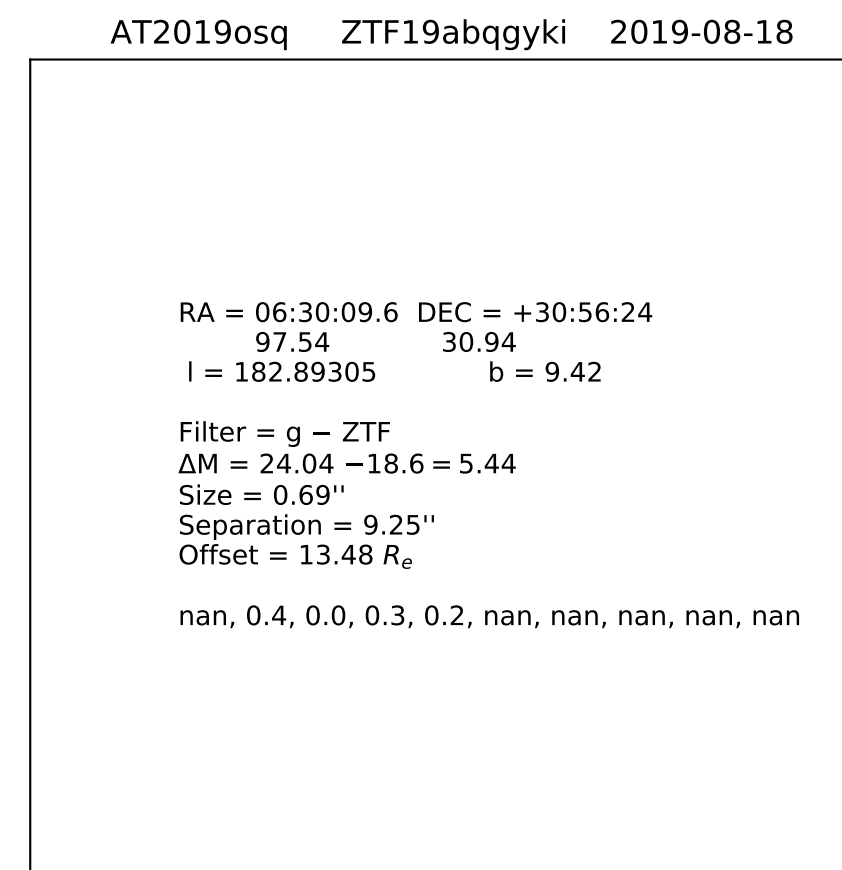 AT2019osq ZTF19abqgyki 2019-08-18
RA = 06:30:09.6 DEC = +30:56:24
97.54 30.94
l = 182.89305 b = 9.42
Filter = g − ZTF
ΔM = 24.04 −18.6 = 5.44
Size = 0.69''
Separation = 9.25''
Offset = 13.48 Rₑ
nan, 0.4, 0.0, 0.3, 0.2, nan, nan, nan, nan, nan